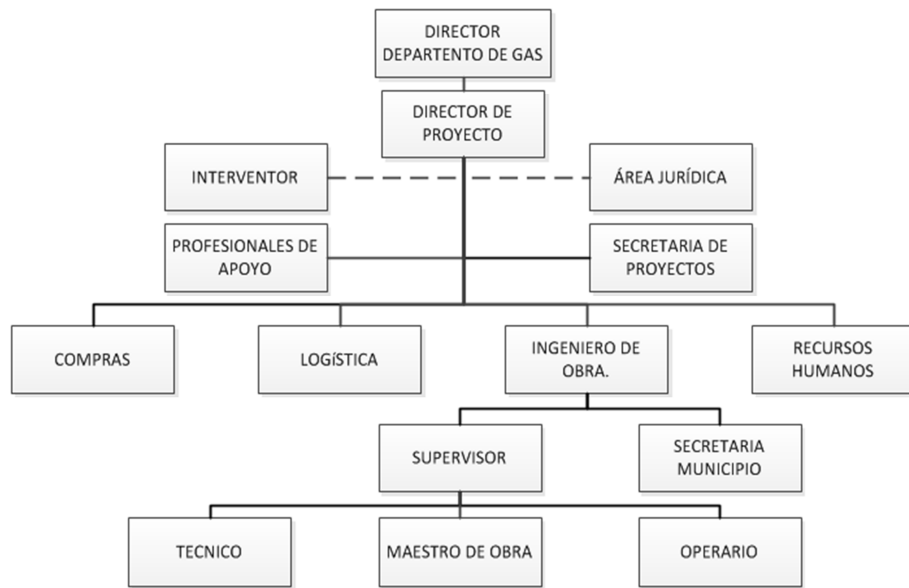 DIRECTOR
DEPARTENTO DE GAS
DIRECTOR DE
PROYECTO
INTERVENTOR
ÁREA JURÍDICA
PROFESIONALES DE
APOYO
SECRETARIA DE
PROYECTOS
COMPRAS
LOGÍSTICA
INGENIERO DE
OBRA.
RECURSOS
HUMANOS
SUPERVISOR
SECRETARIA
MUNICIPIO
TECNICO
MAESTRO DE OBRA
OPERARIO